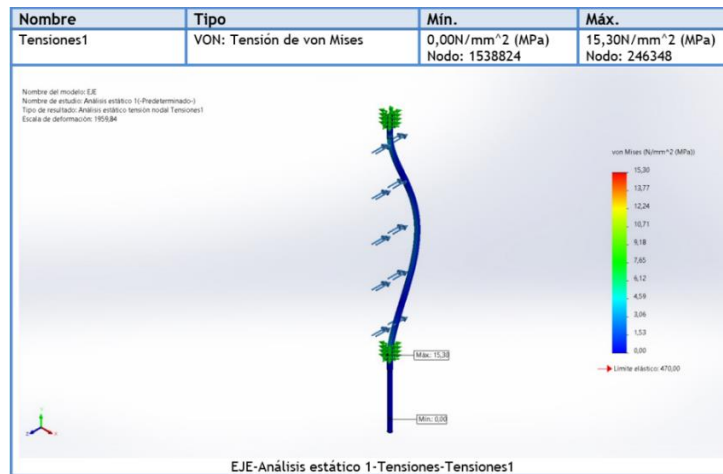 Nombre Tipo Mín. Máx.
Tensiones1 VON: Tensión de von Mises 0,00N/mm^2 (MPa) 15,30N/mm^2 (MPa)
Nodo: 1538824 Nodo: 246348
Nombre del modelo: EJE
Nombre de estudio: Análisis estático 1(-Predeterminado-)
Tipo de resultado: Análisis estático tensión nodal Tensiones1
Escala de deformación: 1959,84
von Mises (N/mm^2 (MPa))
15,30
13,77
12,24
10,71
9,18
7,65
6,12
4,59
3,06
1,53
0,00
Límite elástico: 470,00
Máx.: 15,30
Mín.: 0,00
EJE-Análisis estático 1-Tensiones-Tensiones1